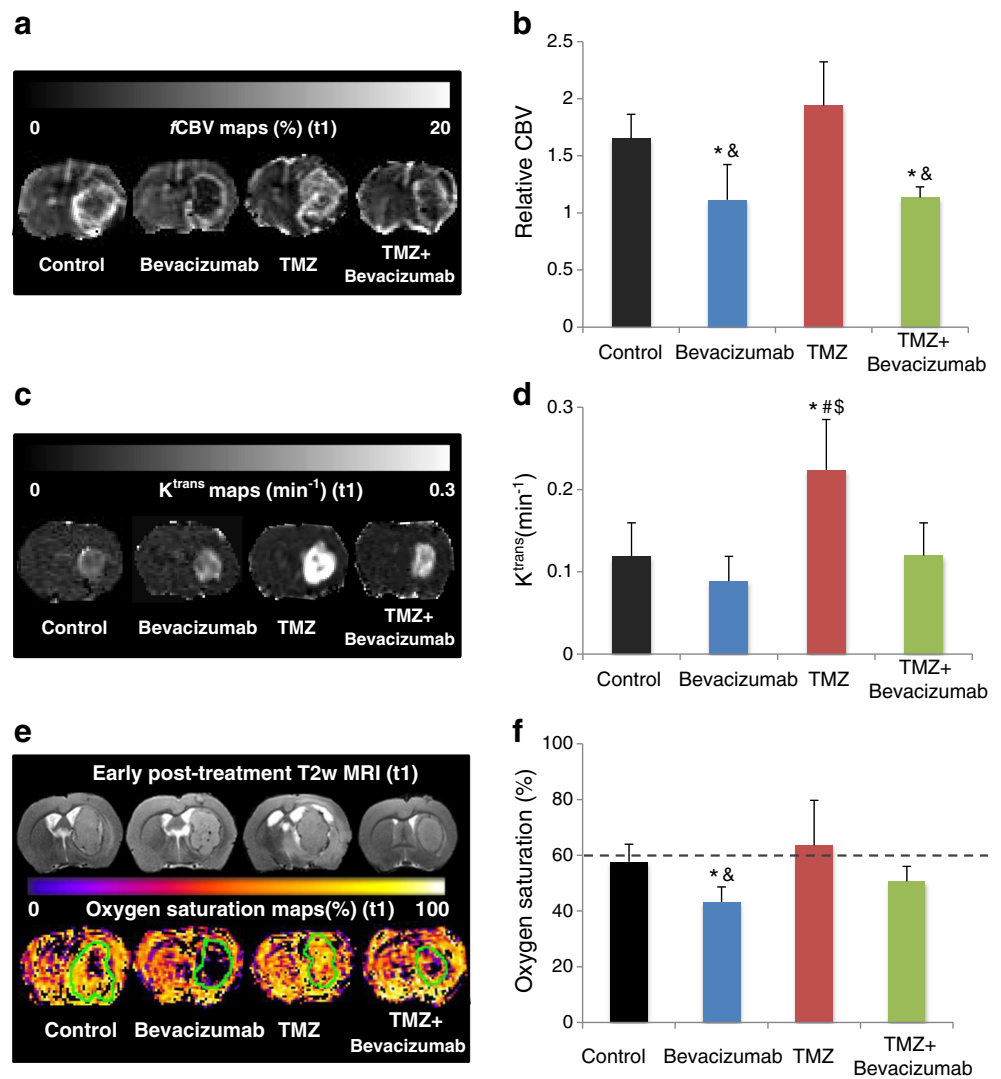 a
0
fCBV maps (%) (t1)
20
Control
Bevacizumab
TMZ
TMZ+
Bevacizumab
b
Relative CBV
2.5
2
1.5
1
0.5
0
* &
* &
Control
Bevacizumab
TMZ
TMZ+
Bevacizumab
c
0
K^trans maps (min^-1) (t1)
0.3
Control
Bevacizumab
TMZ
TMZ+
Bevacizumab
d
K^trans(min^-1)
0.3
0.2
0.1
0
* #$
Control
Bevacizumab
TMZ
TMZ+
Bevacizumab
e
Early post-treatment T2w MRI (t1)
0
Oxygen saturation maps(%) (t1)
100
Control
Bevacizumab
TMZ
TMZ+
Bevacizumab
f
Oxygen saturation (%)
100
80
60
40
20
0
* &
Control
Bevacizumab
TMZ
TMZ+
Bevacizumab